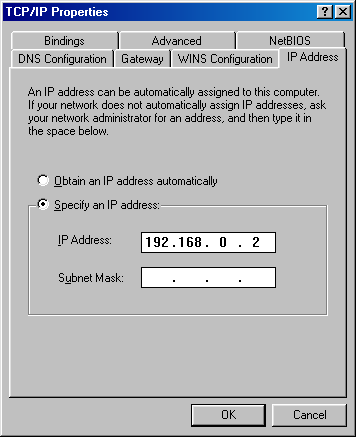 TCP/IP Properties
Bindings Advanced NetBIOS
DNS Configuration Gateway WINS Configuration IP Address
An IP address can be automatically assigned to this computer.
If your network does not automatically assign IP addresses, ask
your network administrator for an address, and then type it in
the space below.
Obtain an IP address automatically
Specify an IP address:
IP Address: 192.168. 0 . 2
Subnet Mask: . . .
OK Cancel